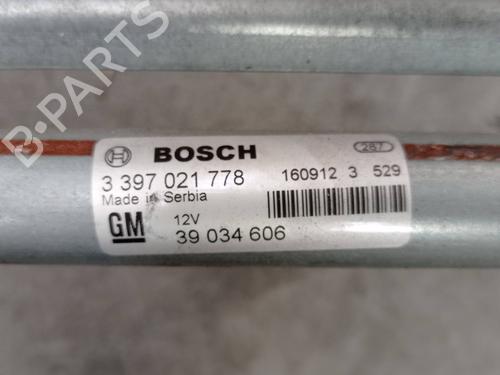 BOSCH
287
3 397 021 778
160912 3 529
Made in Serbia
GM
12V
39 034 606
B-PARTS